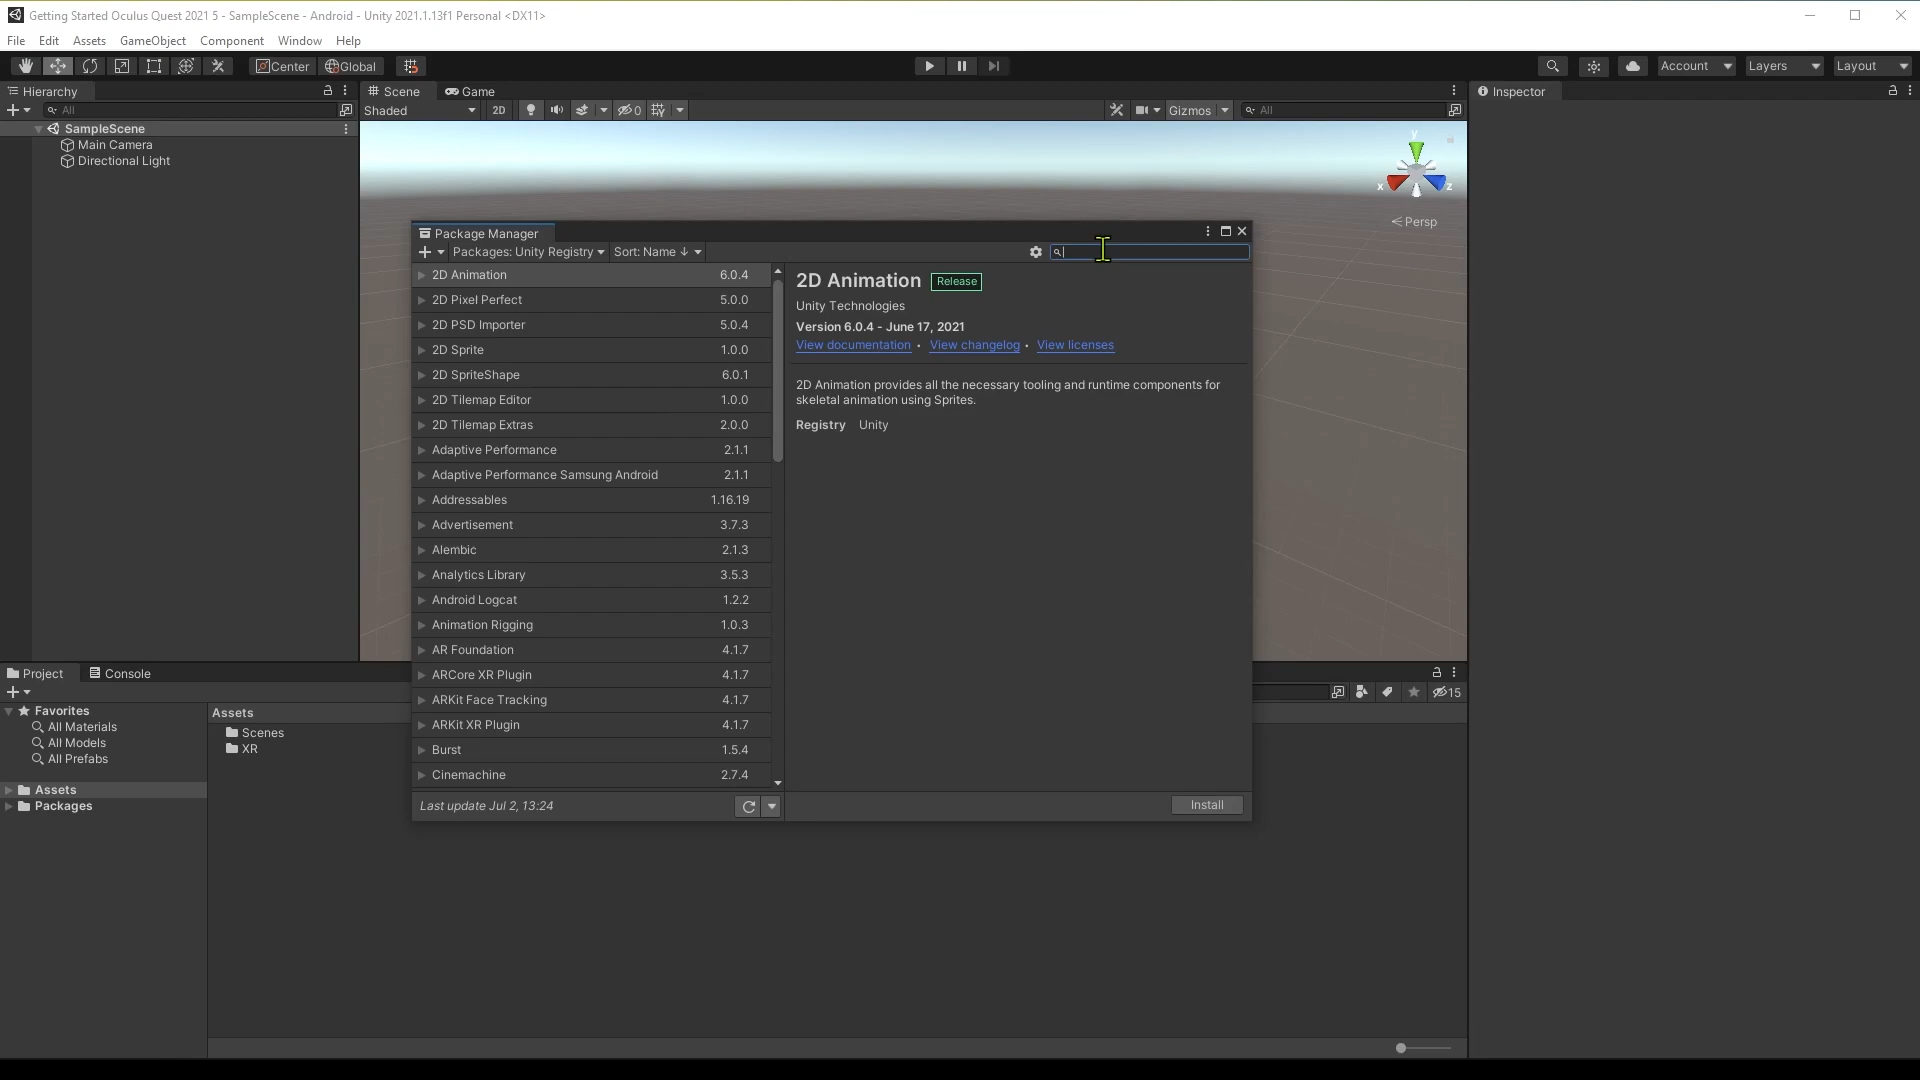 Getting Started Oculus Quest 2021 5 - SampleScene - Android - Unity 2021.1.13f1 Personal <DX11>
File Edit Assets GameObject Component Window Help
Center Global Account Layers Layout
Hierarchy
All
SampleScene
Main Camera
Directional Light
Scene Game
Shaded 2D 0 Gizmos All
y
x z
Persp
Inspector
Package Manager
Packages: Unity Registry Sort: Name ↓
2D Animation 6.0.4
2D Pixel Perfect 5.0.0
2D PSD Importer 5.0.4
2D Sprite 1.0.0
2D SpriteShape 6.0.1
2D Tilemap Editor 1.0.0
2D Tilemap Extras 2.0.0
Adaptive Performance 2.1.1
Adaptive Performance Samsung Android 2.1.1
Addressables 1.16.19
Advertisement 3.7.3
Alembic 2.1.3
Analytics Library 3.5.3
Android Logcat 1.2.2
Animation Rigging 1.0.3
AR Foundation 4.1.7
ARCore XR Plugin 4.1.7
ARKit Face Tracking 4.1.7
ARKit XR Plugin 4.1.7
Burst 1.5.4
Cinemachine 2.7.4
Last update Jul 2, 13:24
2D Animation Release
Unity Technologies
Version 6.0.4 - June 17, 2021
View documentation • View changelog • View licenses
2D Animation provides all the necessary tooling and runtime components for
skeletal animation using Sprites.
Registry Unity
Install
Project Console
15
Favorites
All Materials
All Models
All Prefabs
Assets
Packages
Assets
Scenes
XR